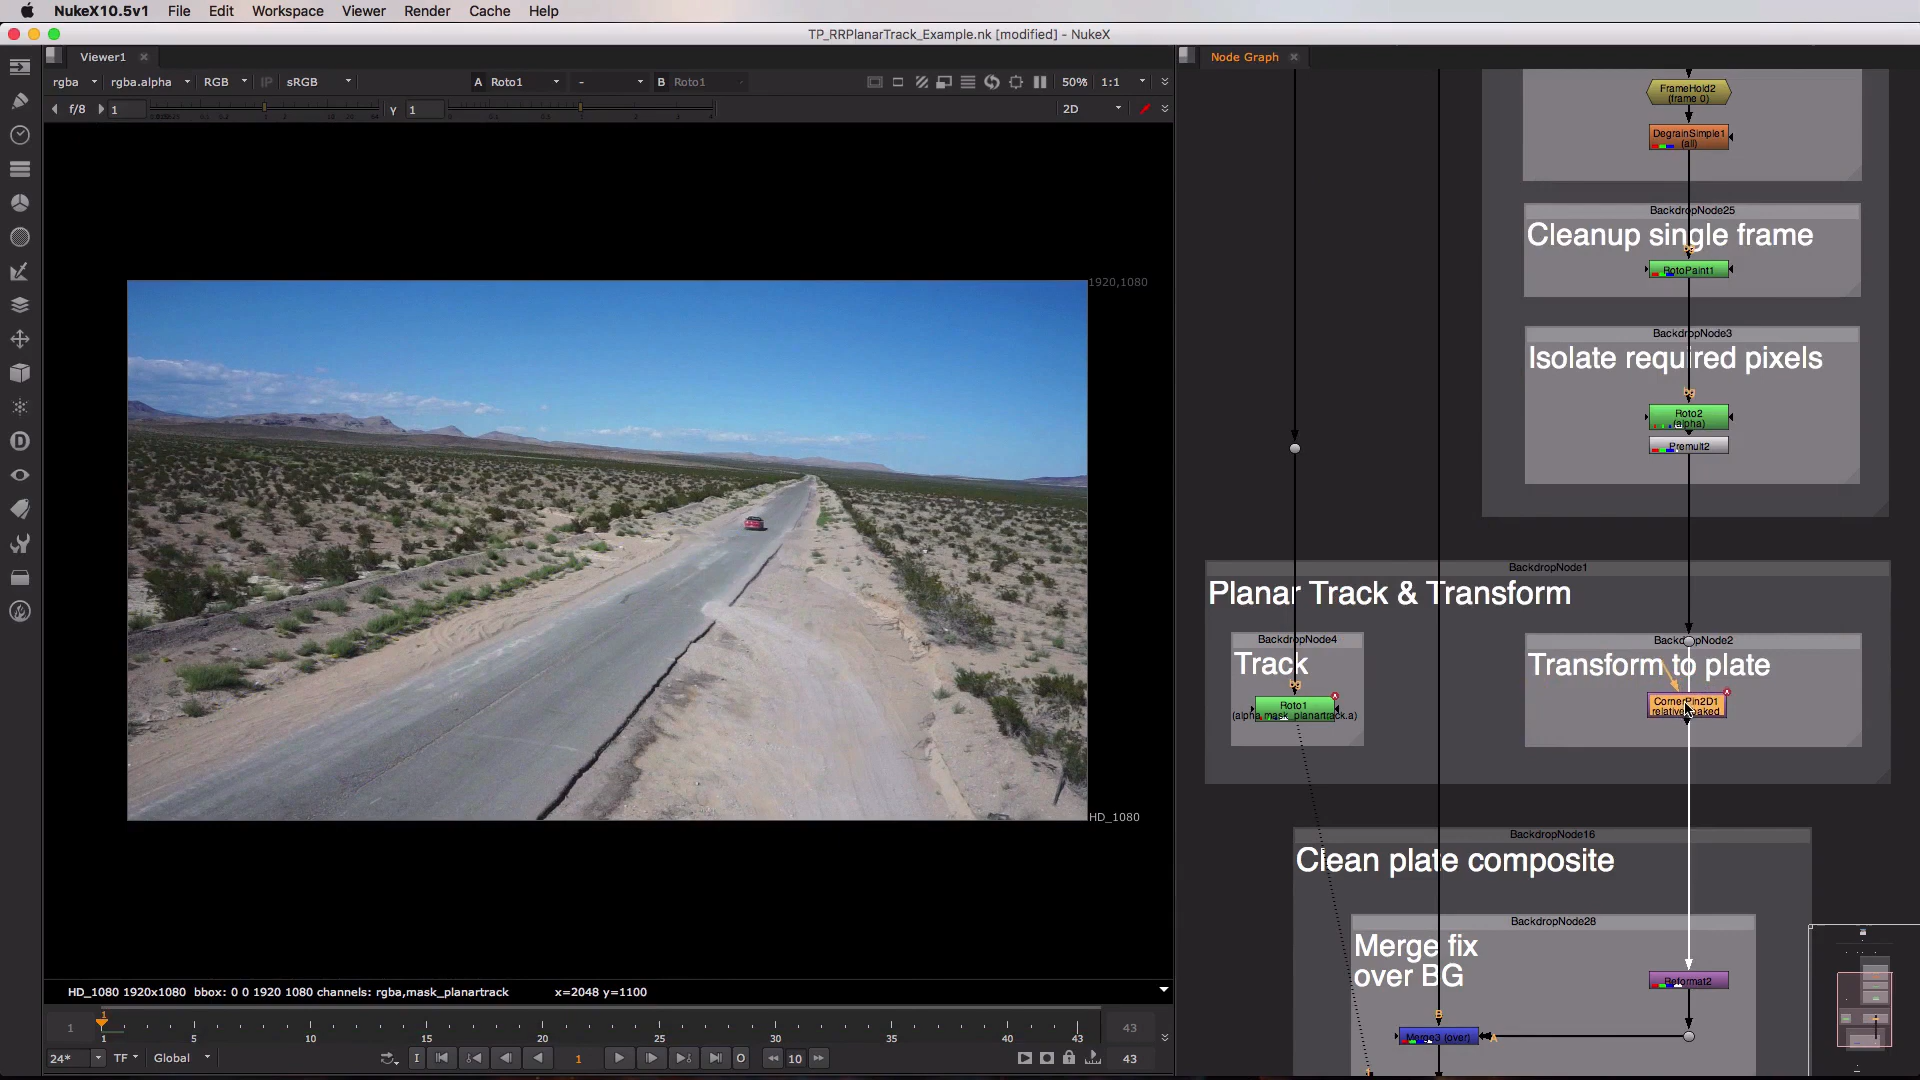 NukeX10.5v1 File Edit Workspace Viewer Render Cache Help
TP_RRPlanarTrack_Example.nk [modified] - NukeX
Viewer1
Node Graph
rgba rgba.alpha RGB IP sRGB A Roto1 - B Roto1 50% 1:1
f/8 1 Y 1 2D
1920,1080
HD_1080
HD_1080 1920x1080 bbox: 0 0 1920 1080 channels: rgba,mask_planartrack x=2048 y=1100
1 1 5 10 15 20 25 30 35 40 43 43
24* TF Global I 1 O 10 43
FrameHold2
(frame 0)
DegrainSimple1
(all)
BackdropNode25
Cleanup single frame
bg
RotoPaint1
BackdropNode3
Isolate required pixels
bg
Roto2
(alpha)
Premult2
BackdropNode1
Planar Track & Transform
BackdropNode4
Track
bg
Roto1
(alpha,mask_planartrack.a)
BackdropNode2
Transform to plate
CornerPin2D1
BackdropNode16
Clean plate composite
BackdropNode28
Merge fix
over BG
Reformat2
B
Merge3 (over)
A